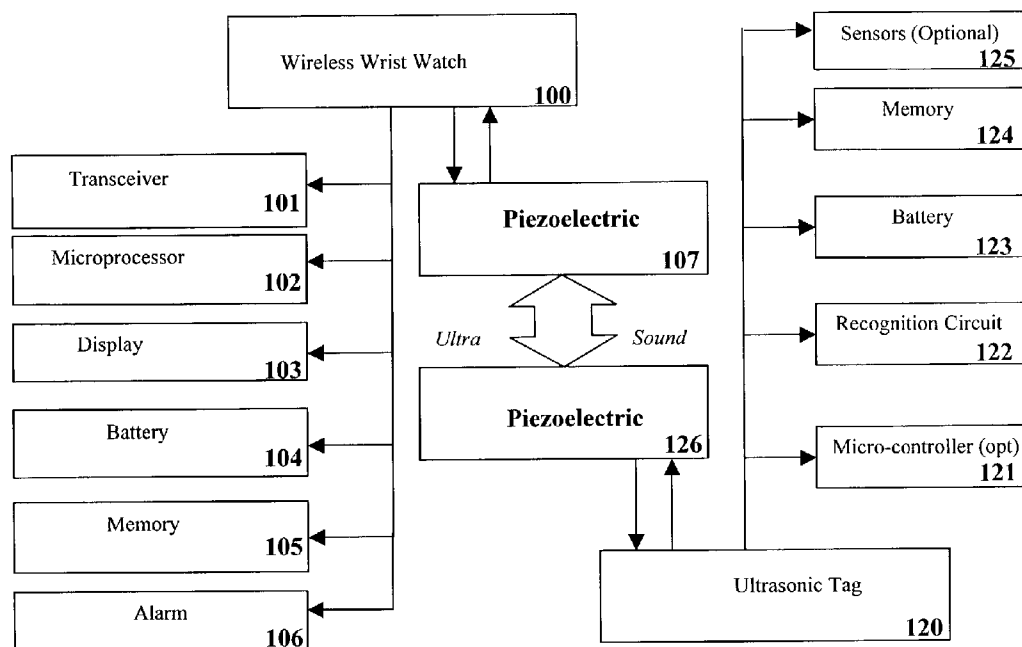 Wireless Wrist Watch
100
Transceiver
101
Microprocessor
102
Display
103
Battery
104
Memory
105
Alarm
106
Piezoelectric
107
Ultra Sound
Piezoelectric
126
Sensors (Optional)
125
Memory
124
Battery
123
Recognition Circuit
122
Micro-controller (opt)
121
Ultrasonic Tag
120